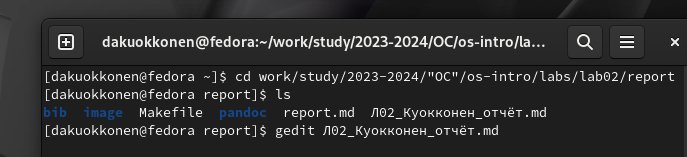 dakuokkonen@fedora:~/work/study/2023-2024/ОС/os-intro/la...
[dakuokkonen@fedora ~]$ cd work/study/2023-2024/"ОС"/os-intro/labs/lab02/report
[dakuokkonen@fedora report]$ ls
bib image Makefile pandoc report.md Л02_Куокконен_отчёт.md
[dakuokkonen@fedora report]$ gedit Л02_Куокконен_отчёт.md